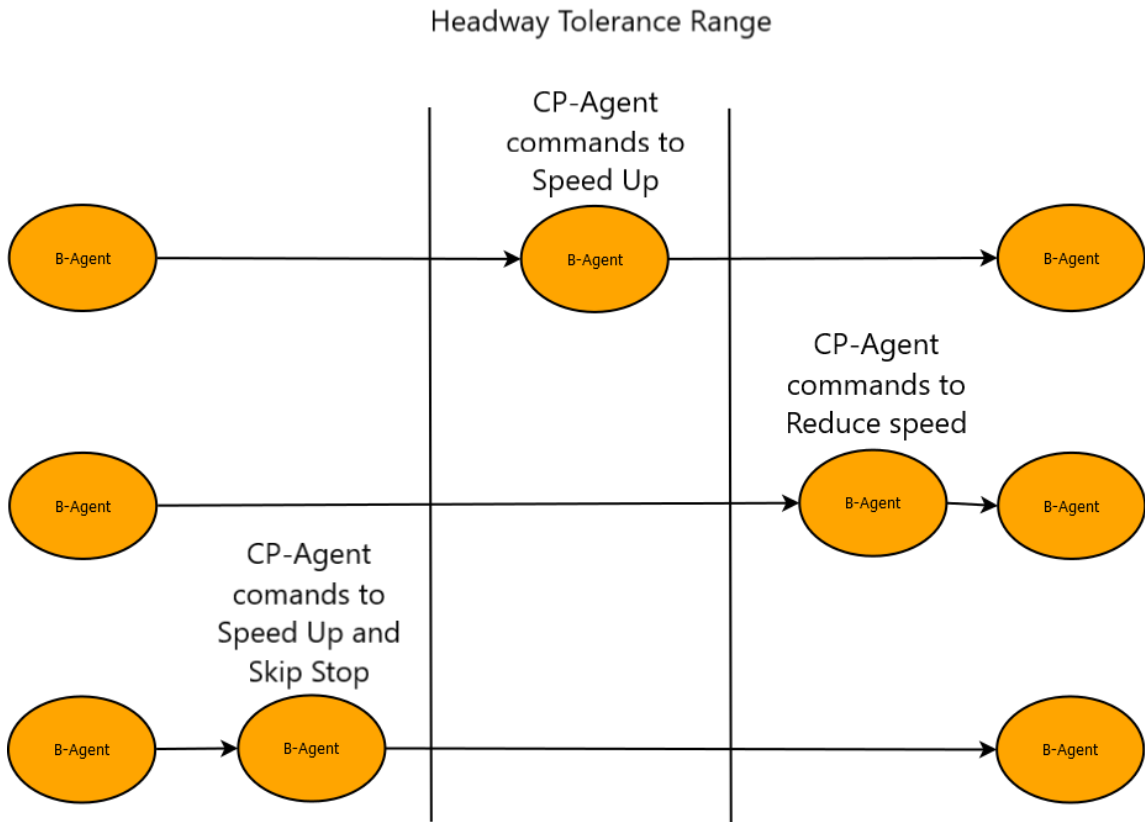 Headway Tolerance Range
CP-Agent
commands to
Speed Up
B-Agent
B-Agent
B-Agent
CP-Agent
commands to
Reduce speed
B-Agent
B-Agent
B-Agent
CP-Agent
comands to
Speed Up and
Skip Stop
B-Agent
B-Agent
B-Agent